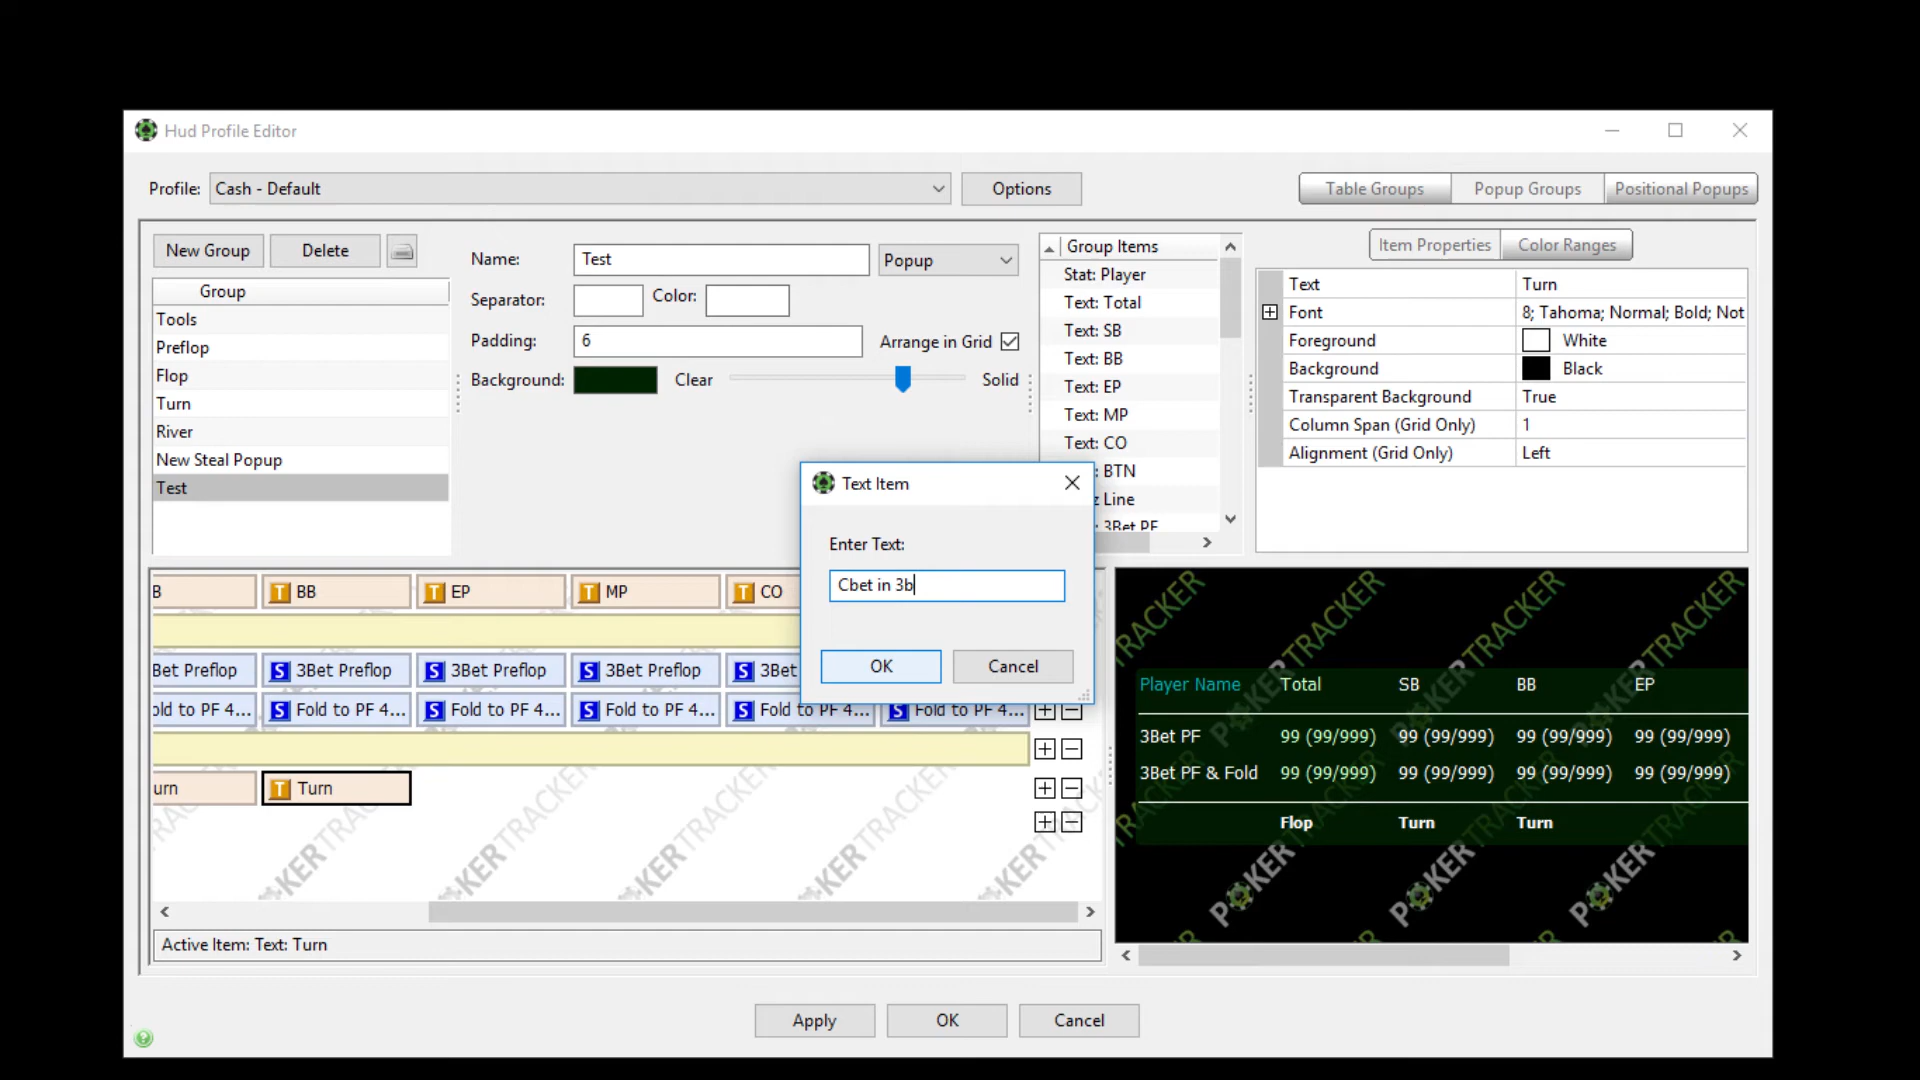 Hud Profile Editor
Profile: Cash - Default Options Table Groups Popup Groups Positional Popups
New Group Delete
Group
Tools
Preflop
Flop
Turn
River
New Steal Popup
Test
Name: Test Popup
Separator: Color:
Padding: 6 Arrange in Grid
Background: Clear Solid
Group Items
Stat: Player
Text: Total
Text: SB
Text: BB
Text: EP
Text: MP
Text: CO
: BTN
z Line
: 3Bet PF
Item Properties Color Ranges
Text Turn
Font 8; Tahoma; Normal; Bold; Not
Foreground White
Background Black
Transparent Background True
Column Span (Grid Only) 1
Alignment (Grid Only) Left
Text Item
Enter Text:
Cbet in 3b
OK Cancel
B T BB T EP T MP T CO
3Bet Preflop S 3Bet Preflop S 3Bet Preflop S 3Bet Preflop S 3Bet
old to PF 4... S Fold to PF 4... S Fold to PF 4... S Fold to PF 4... S Fold to PF 4... S Fold to PF 4...
urn T Turn
Active Item: Text: Turn
Player Name Total SB BB EP
3Bet PF 99 (99/999) 99 (99/999) 99 (99/999) 99 (99/999)
3Bet PF & Fold 99 (99/999) 99 (99/999) 99 (99/999) 99 (99/999)
Flop Turn Turn
POKERTRACKER
Apply OK Cancel